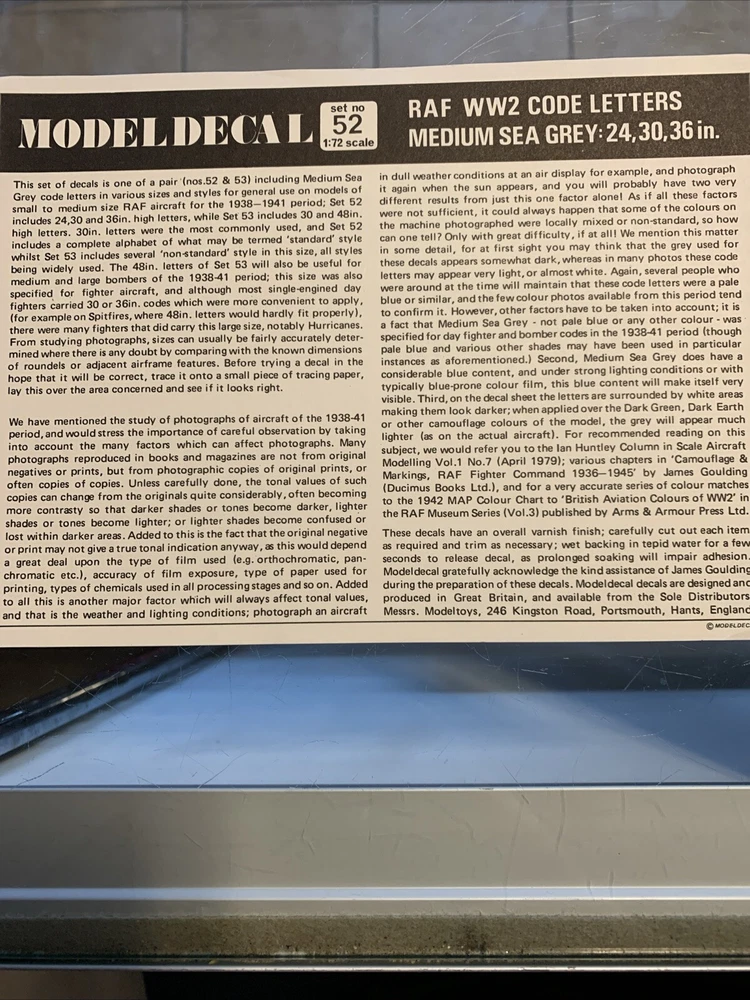 MODELDECAL
set no
52
1:72 scale
RAF WW2 CODE LETTERS
MEDIUM SEA GREY: 24,30,36 in.
This set of decals is one of a pair (nos.52 & 53) including Medium Sea
Grey code letters in various sizes and styles for general use on models of
small to medium size RAF aircraft for the 1938—1941 period; Set 52
includes 24,30 and 36in. high letters, while Set 53 includes 30 and 48in.
high letters. 30in. letters were the most commonly used, and Set 52
includes a complete alphabet of what may be termed 'standard' style
whilst Set 53 includes several 'non-standard' style in this size, all styles
being widely used. The 48in. letters of Set 53 will also be useful for
medium and large bombers of the 1938-41 period; this size was also
specified for fighter aircraft, and although most single-engined day
fighters carried 30 or 36in. codes which were more convenient to apply,
(for example on Spitfires, where 48in. letters would hardly fit properly),
there were many fighters that did carry this large size, notably Hurricanes.
From studying photographs, sizes can usually be fairly accurately deter-
mined where there is any doubt by comparing with the known dimensions
of roundels or adjacent airframe features. Before trying a decal in the
hope that it will be correct, trace it onto a small piece of tracing paper,
lay this over the area concerned and see if it looks right.
We have mentioned the study of photographs of aircraft of the 1938-41
period, and would stress the importance of careful observation by taking
into account the many factors which can affect photographs. Many
photographs reproduced in books and magazines are not from original
negatives or prints, but from photographic copies of original prints, or
often copies of copies. Unless carefully done, the tonal values of such
copies can change from the originals quite considerably, often becoming
more contrasty so that darker shades or tones become darker, lighter
shades or tones become lighter; or lighter shades become confused or
lost within darker areas. Added to this is the fact that the original negative
or print may not give a true tonal indication anyway, as this would depend
a great deal upon the type of film used (e.g. orthochromatic, pan-
chromatic etc.), accuracy of film exposure, type of paper used for
printing, types of chemicals used in all processing stages and so on. Added
to all this is another major factor which will always affect tonal values,
and that is the weather and lighting conditions; photograph an aircraft
in dull weather conditions at an air display for example, and photograph
it again when the sun appears, and you will probably have two very
different results from just this one factor alone! As if all these factors
were not sufficient, it could always happen that some of the colours on
the machine photographed were locally mixed or non-standard, so how
can one tell? Only with great difficulty, if at all! We mention this matter
in some detail, for at first sight you may think that the grey used for
these decals appears somewhat dark, whereas in many photos these code
letters may appear very light, or almost white. Again, several people who
were around at the time will maintain that these code letters were a pale
blue or similar, and the few colour photos available from this period tend
to confirm it. However, other factors have to be taken into account; it is
a fact that Medium Sea Grey - not pale blue or any other colour - was
specified for day fighter and bomber codes in the 1938-41 period (though
pale blue and various other shades may have been used in particular
instances as aforementioned.) Second, Medium Sea Grey does have a
considerable blue content, and under strong lighting conditions or with
typically blue-prone colour film, this blue content will make itself very
visible. Third, on the decal sheet the letters are surrounded by white areas
making them look darker; when applied over the Dark Green, Dark Earth
or other camouflage colours of the model, the grey will appear much
lighter (as on the actual aircraft). For recommended reading on this
subject, we would refer you to the Ian Huntley Column in Scale Aircraft
Modelling Vol.1 No.7 (April 1979); various chapters in 'Camouflage &
Markings, RAF Fighter Command 1936—1945' by James Goulding
(Ducimus Books Ltd.), and for a very accurate series of colour matches
to the 1942 MAP Colour Chart to 'British Aviation Colours of WW2' in
the RAF Museum Series (Vol.3) published by Arms & Armour Press Ltd.
These decals have an overall varnish finish; carefully cut out each item
as required and trim as necessary; wet backing in tepid water for a few
seconds to release decal, as prolonged soaking will impair adhesion.
Modeldecal gratefully acknowledge the kind assistance of James Goulding
during the preparation of these decals. Modeldecal decals are designed and
produced in Great Britain, and available from the Sole Distributors
Messrs. Modeltoys, 246 Kingston Road, Portsmouth, Hants, England
© MODELDEC